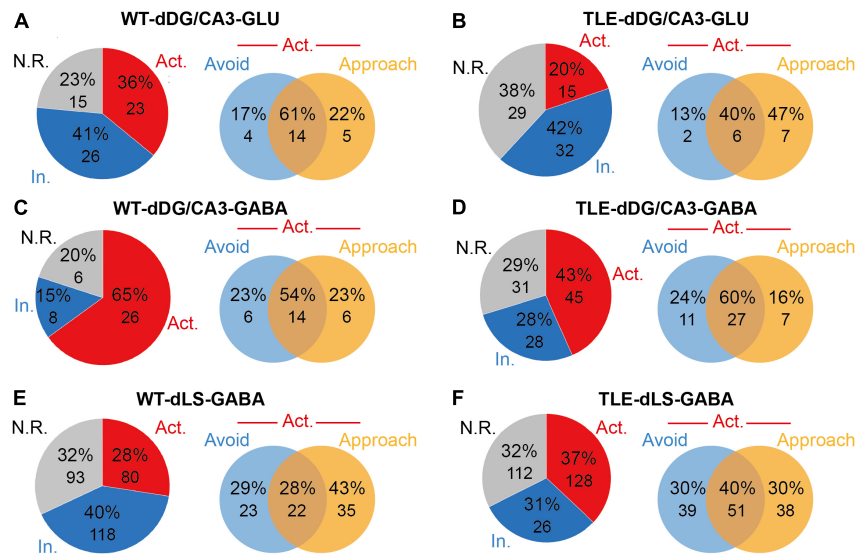 A
WT-dDG/CA3-GLU
N.R.
Act.
23%
15
36%
23
41%
26
In.
Act.
Avoid
Approach
17%
4
61%
14
22%
5
B
TLE-dDG/CA3-GLU
N.R.
Act.
20%
15
38%
29
42%
32
In.
Act.
Avoid
Approach
13%
2
40%
6
47%
7
C
WT-dDG/CA3-GABA
N.R.
20%
6
In.
15%
8
65%
26
Act.
Act.
Avoid
Approach
23%
6
54%
14
23%
6
D
TLE-dDG/CA3-GABA
N.R.
29%
31
43%
45
Act.
28%
28
In.
Act.
Avoid
Approach
24%
11
60%
27
16%
7
E
WT-dLS-GABA
N.R.
Act.
32%
93
28%
80
40%
118
In.
Act.
Avoid
Approach
29%
23
28%
22
43%
35
F
TLE-dLS-GABA
N.R.
Act.
32%
112
37%
128
31%
26
In.
Act.
Avoid
Approach
30%
39
40%
51
30%
38